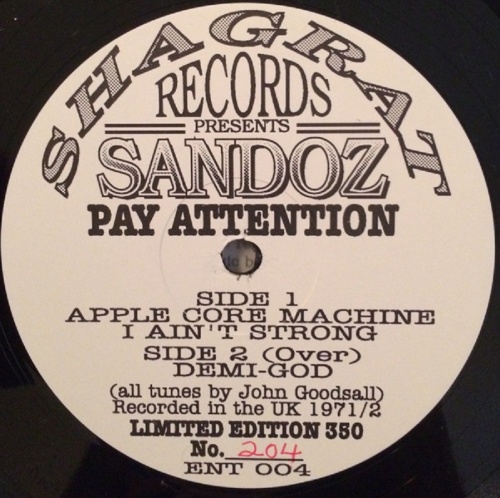 SHAGRAT
RECORDS
PRESENTS
SANDOZ
PAY ATTENTION
SIDE 1
APPLE CORE MACHINE
I AIN'T STRONG
SIDE 2 (Over)
DEMI-GOD
(all tunes by John Goodsall)
Recorded in the UK 1971/2
LIMITED EDITION 350
No. 204
ENT 004